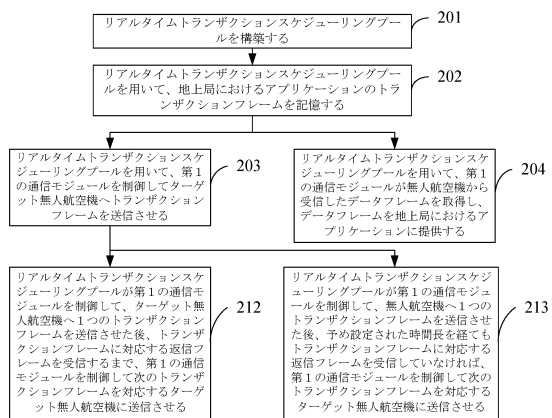 リアルタイムトランザクションスケジューリングプール
を構築する
201
リアルタイムトランザクションスケジューリングプー
ルを用いて、地上局におけるアプリケーションのトラ
ンザクションフレームを記憶する
202
リアルタイムトランザクションスケ
ジューリングプールを用いて、第1
の通信モジュールを制御してターゲ
ット無人航空機へトランザクション
フレームを送信させる
203
リアルタイムトランザクションスケ
ジューリングプールを用いて、第1
の通信モジュールが無人航空機から
受信したデータフレームを取得し、
データフレームを地上局におけるア
プリケーションに提供する
204
リアルタイムトランザクションスケジュ
ーリングプールが第1の通信モ
ジュールを制御して、ターゲット無
人航空機へ1つのトランザクション
フレームを送信させた後、トランザ
クションフレームに対応する返信フ
レームを受信するまで、第1の通信
モジュールを制御して次のトランザ
クションフレームを対応するターゲ
ット無人航空機に送信させる
212
リアルタイムトランザクションスケジュー
リングプールが第1の通信モジュ
ールを制御して、無人航空機へ1つの
トランザクションフレームを送信させ
た後、予め設定された時間長を経ても
トランザクションフレームに対応する
返信フレームを受信していなければ、
第1の通信モジュールを制御して次の
トランザクションフレームを対応する
ターゲット無人航空機に送信させる
213